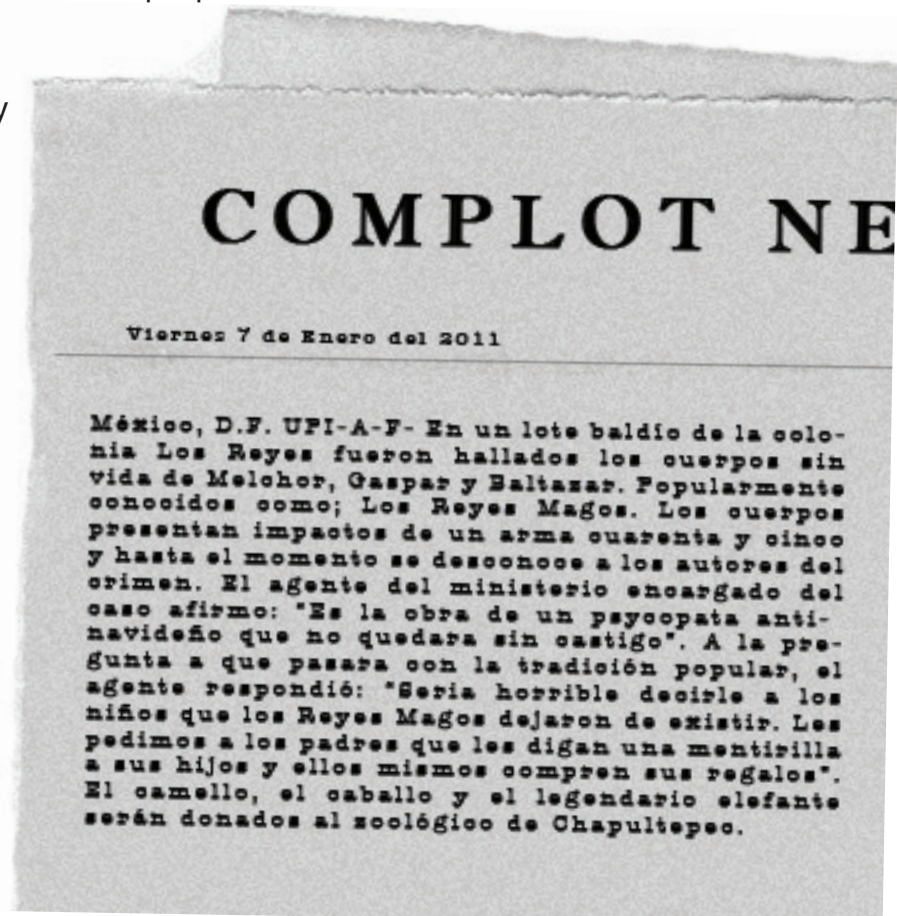 y
COMPLOT NE
Viernes 7 de Enero del 2011
México, D.F. UPI-A-F- En un lote baldío de la colo-
nia Los Reyes fueron hallados los cuerpos sin
vida de Melchor, Gaspar y Baltazar. Popularmente
conocidos como; Los Reyes Magos. Los cuerpos
presentan impactos de un arma cuarenta y cinco
y hasta el momento se desconoce a los autores del
crimen. El agente del ministerio encargado del
caso afirmo: "Es la obra de un psycopata anti-
navideño que no quedara sin castigo". A la pre-
gunta a que pasara con la tradición popular, el
agente respondió: "Seria horrible decirle a los
niños que los Reyes Magos dejaron de existir. Les
pedimos a los padres que les digan una mentirilla
a sus hijos y ellos mismos compren sus regalos".
El camello, el caballo y el legendario elefante
serán donados al zoológico de Chapultepec.